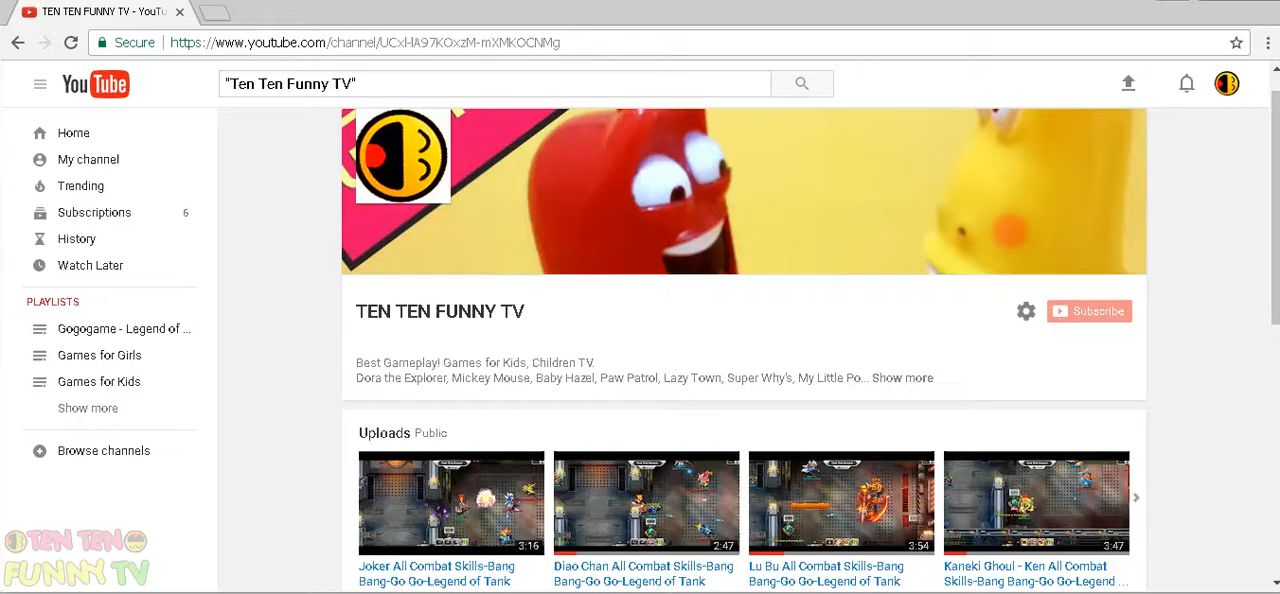 TEN TEN FUNNY TV - YouTu
Secure
https://www.youtube.com/channel/UCxHA97KOxzM-mXMKOCNMg
YouTube
"Ten Ten Funny TV"
Home
My channel
Trending
Subscriptions 6
History
Watch Later
PLAYLISTS
Gogogame - Legend of ...
Games for Girls
Games for Kids
Show more
Browse channels
TEN TEN FUNNY TV
Subscribe
Best Gameplay! Games for Kids, Children TV.
Dora the Explorer, Mickey Mouse, Baby Hazel, Paw Patrol, Lazy Town, Super Why's, My Little Po... Show more
Uploads Public
3:16
2:47
3:54
3:47
Joker All Combat Skills-Bang
Bang-Go Go-Legend of Tank
Diao Chan All Combat Skills-Bang
Bang-Go Go-Legend of Tank
Lu Bu All Combat Skills-Bang
Bang-Go Go-Legend of Tank
Kaneki Ghoul - Ken All Combat
Skills-Bang Bang-Go Go-Legend ...
TEN TEN
FUNNY TV